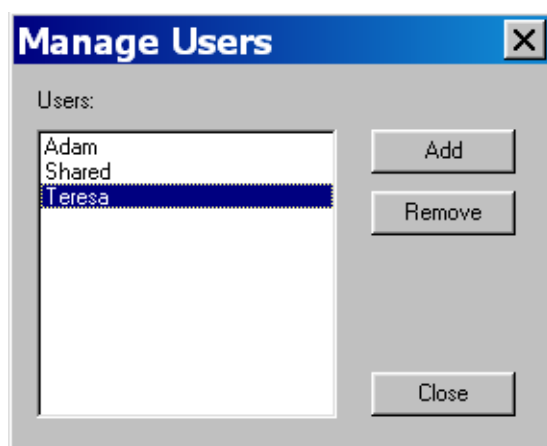 Manage Users
Users:
Adam
Shared
Teresa
Add
Remove
Close